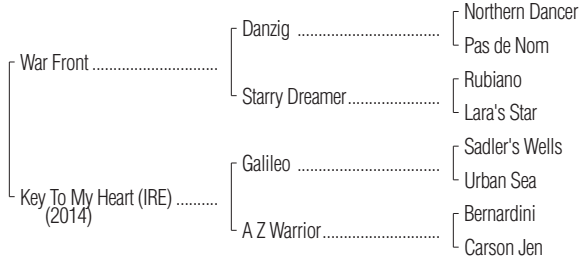 Northern Dancer
Danzig ..............................
Pas de Nom
War Front ..........................
Rubiano
Starry Dreamer....................
Lara's Star
Sadler's Wells
Galileo ..............................
Urban Sea
Key To My Heart (IRE) .........
(2014)
Bernardini
A Z Warrior.........................
Carson Jen